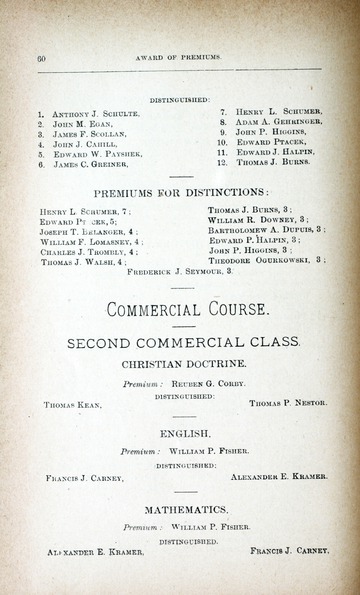 60 AWARD OF PREMIUMS.
DISTINGUISHED:
1. ANTHONY J. SCHULTE, 7. HENRY L. SCHUMER,
2. JOHN M. EGAN, 8. ADAM A. GEHRINGER,
3. JAMES F. SCOLLAN, 9. JOHN P. HIGGINS,
4. JOHN J. CAHILL, 10. EDWARD PTACEK,
5. EDWARD W. PAYSHEK, 11. EDWARD J. HALPIN,
6. JAMES C. GREINER, 12. THOMAS J. BURNS.
PREMIUMS FOR DISTINCTIONS:
HENRY L. SCHUMER, 7; THOMAS J. BURNS, 3;
EDWARD 5; WILLIAM R. DOWNEY, 3;
JOSEPH T. BELANGER, 4; BARTHOLOMEW A. DUPUIS, 3;
WILLIAM F. LOMASNEY, 4; EDWARD P. HALPIN, 3;
CHARLES J. TROMBLY, 4; JOHN P. HIGGINS, 3;
THOMAS J. WALSH, 4; THEODORE OGURKOWSKI, 3;
FREDERICK J. SEYMOUR, 3.
COMMERCIAL COURSE.
SECOND COMMERCIAL CLASS.
CHRISTIAN DOCTRINE.
Premium: REUBEN G. CORBY.
DISTINGUISHED:
THOMAS KEAN, THOMAS P. NESTOR.
ENGLISH.
Premium: WILLIAM P. FISHER.
DISTINGUISHED:
FRANCIS J. CARNEY, ALEXANDER E. KRAMER.
MATHEMATICS.
Premium: WILLIAM P. FISHER.
DISTINGUISHED.
ALEXANDER E. KRAMER, FRANCIS J. CARNEY.